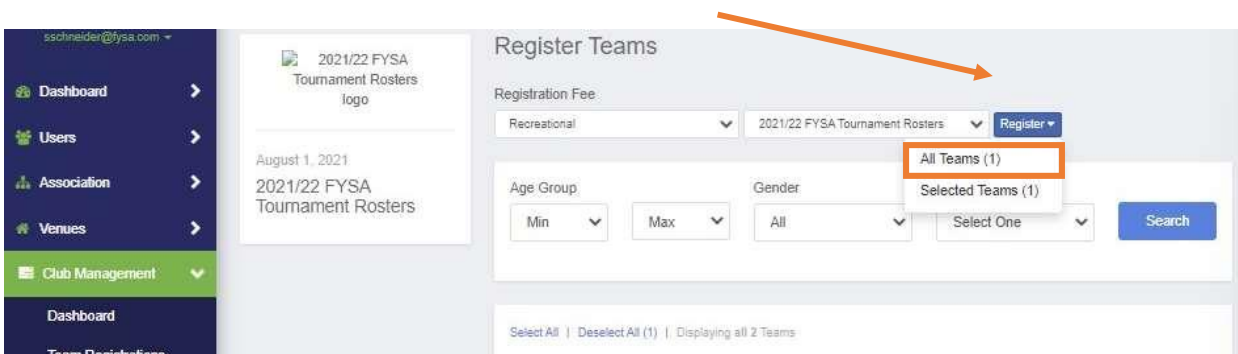 sschneider@fysa.com
Dashboard
Users
Association
Venues
Club Management
Dashboard
Team Registrations
2021/22 FYSA
Tournament Rosters
logo
August 1, 2021
2021/22 FYSA
Tournament Rosters
Register Teams
Registration Fee
Recreational 2021/22 FYSA Tournament Rosters Register
All Teams (1)
Selected Teams (1)
Age Group Gender
Min Max All Select One Search
Select All | Deselect All (1) | Displaying all 2 Teams